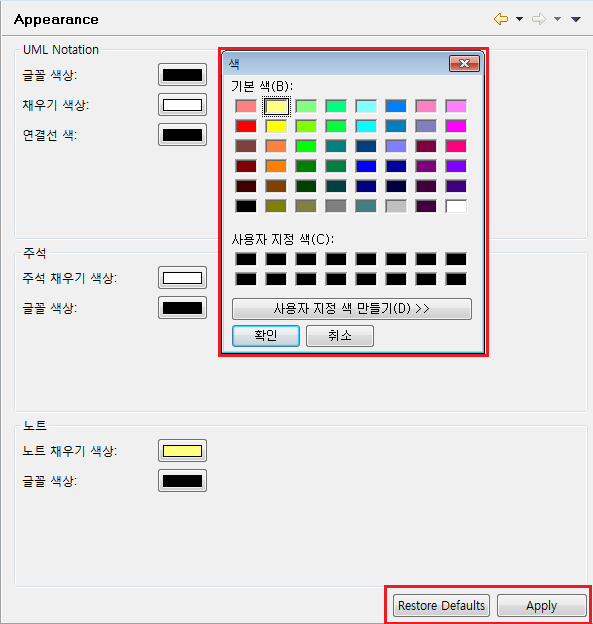 Appearance
UML Notation
글꼴 색상:
채우기 색상:
연결선 색:
색
기본 색(B):
사용자 지정 색(C):
사용자 지정 색 만들기(D) >>
확인
취소
주석
주석 채우기 색상:
글꼴 색상:
노트
노트 채우기 색상:
글꼴 색상:
Restore Defaults
Apply